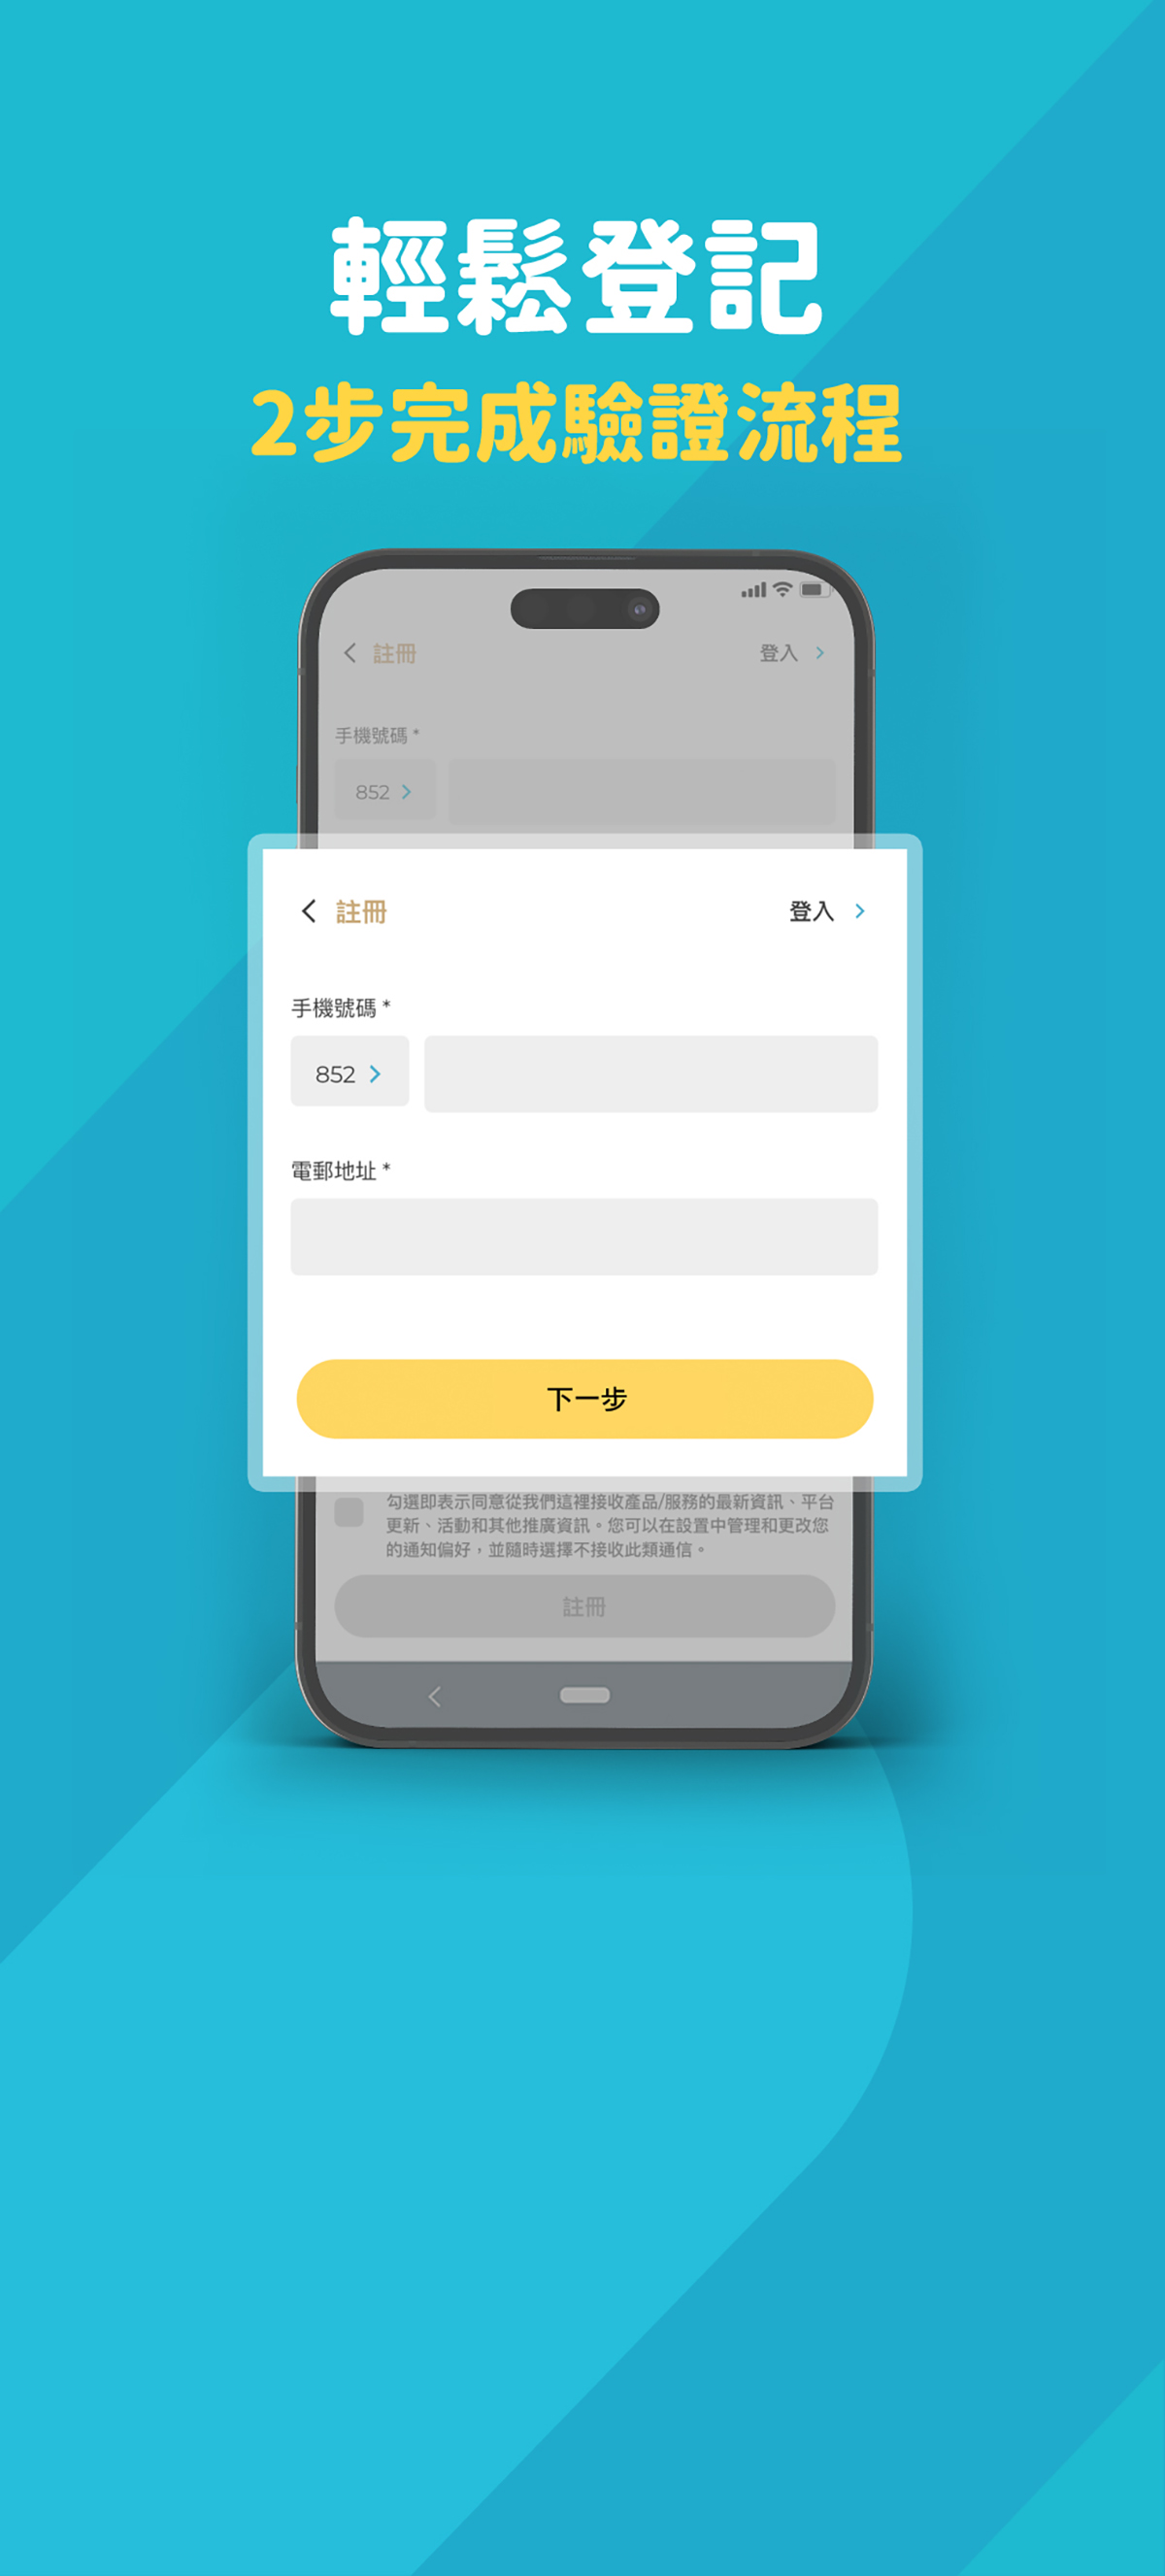 輕鬆登記
2步完成驗證流程
註冊
登入
手機號碼 *
852
註冊
登入
手機號碼 *
852
電郵地址 *
下一步
勾選即表示同意從我們這裡接收產品/服務的最新資訊、平台
更新、活動和其他推廣資訊。您可以在設置中管理和更改您
的通知偏好，並隨時選擇不接收此類通信。
註冊